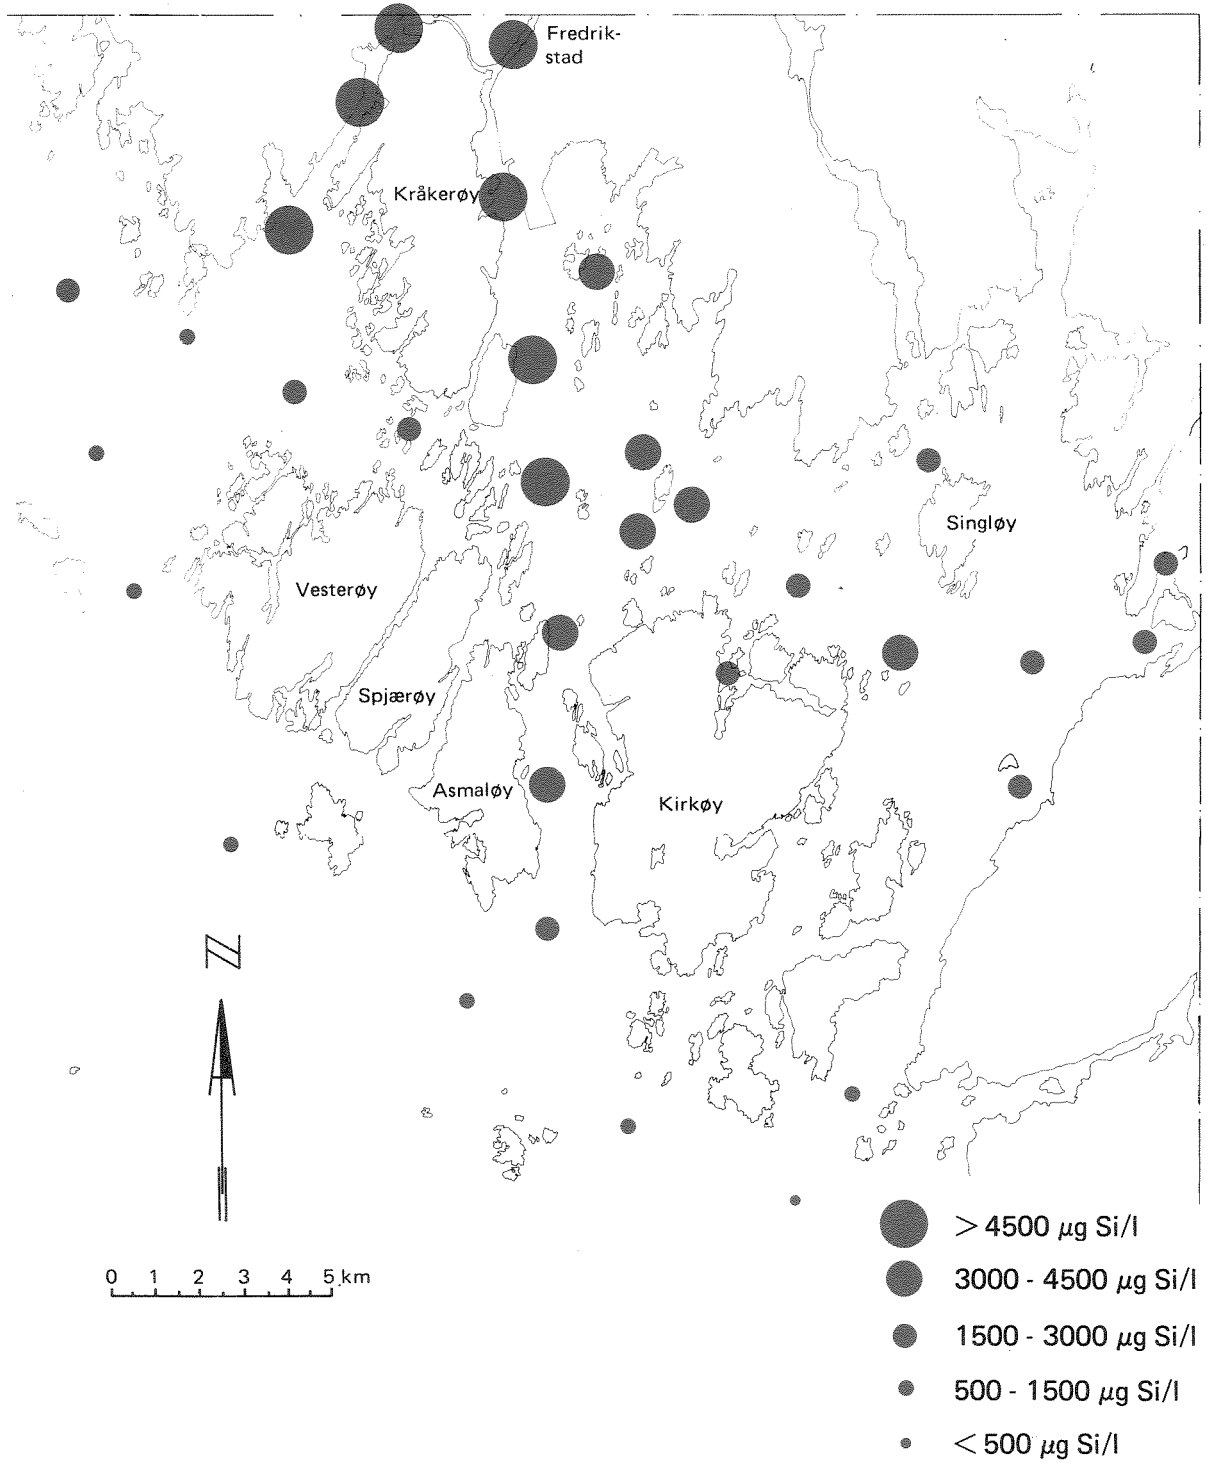 Fredrik-
stad
Kråkerøy
Singløy
Vesterøy
Spjærøy
Asmaløy
Kirkøy
N
0 1 2 3 4 5 km
> 4500 µg Si/l
3000 - 4500 µg Si/l
1500 - 3000 µg Si/l
500 - 1500 µg Si/l
< 500 µg Si/l